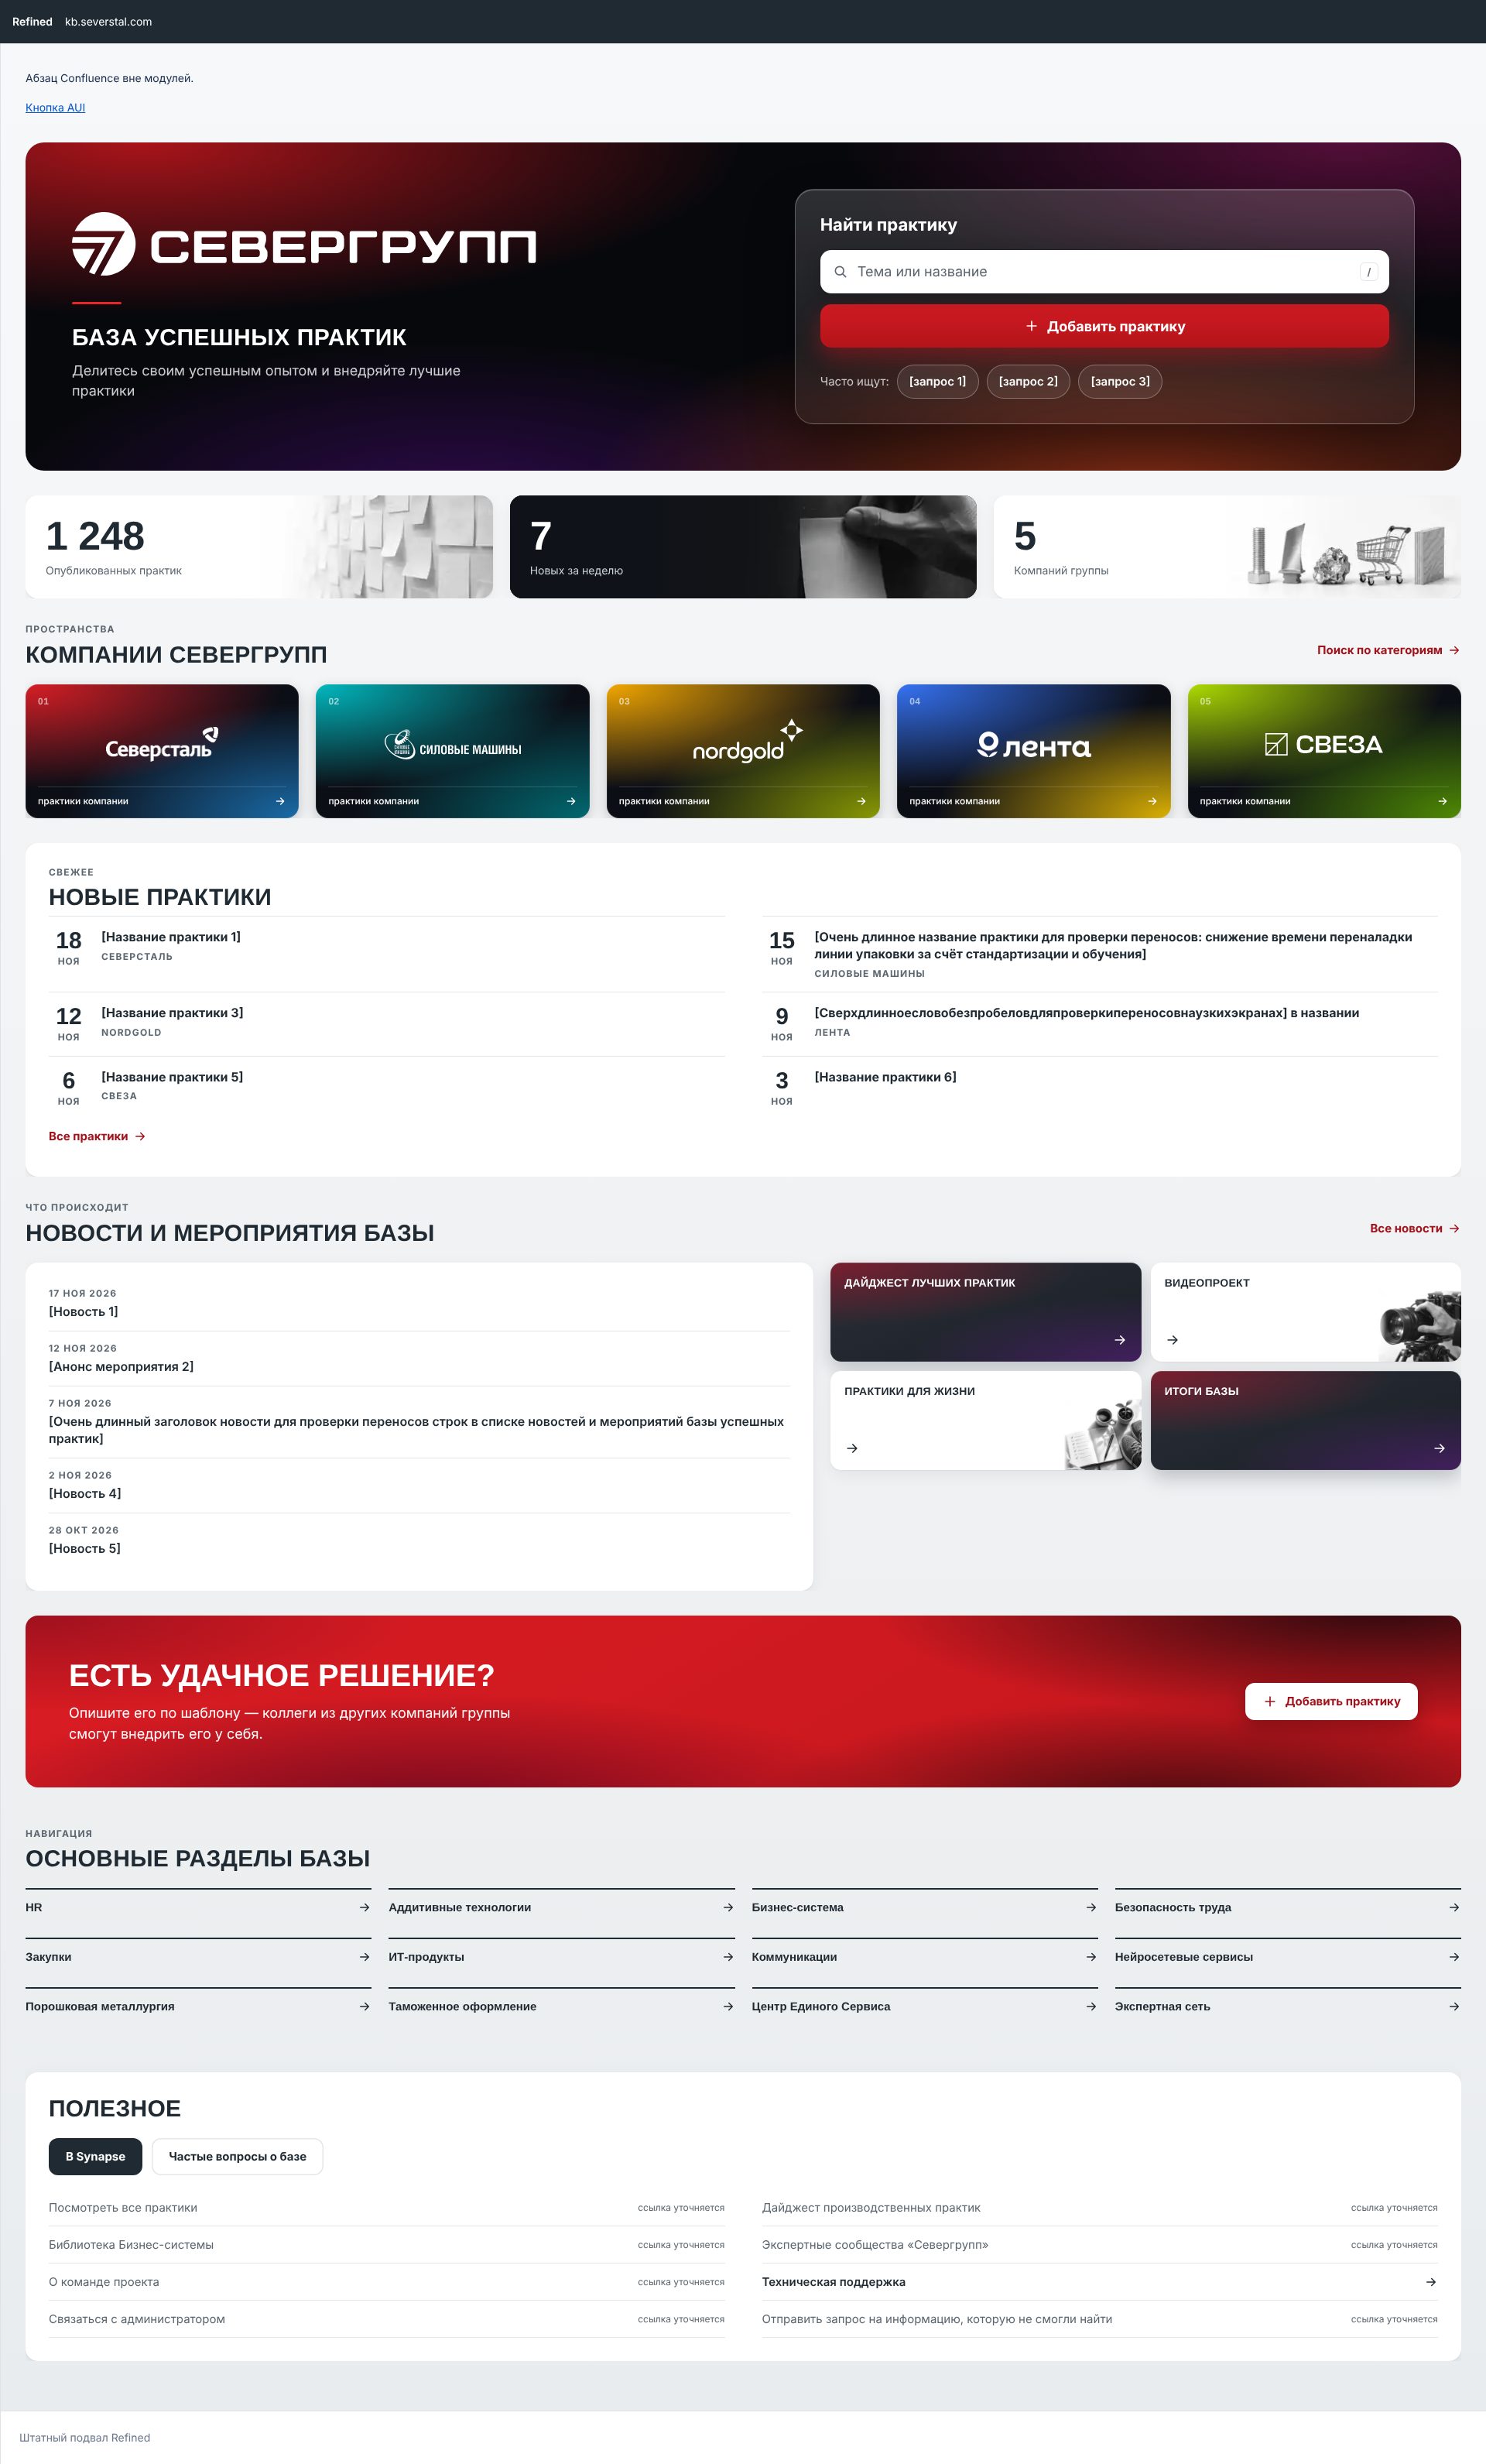 Refined kb.severstal.com
Абзац Confluence вне модулей.
Кнопка AUI
СЕВЕРГРУПП
БАЗА УСПЕШНЫХ ПРАКТИК
Делитесь своим успешным опытом и внедряйте лучшие
практики
Найти практику
Тема или название /
Добавить практику
Часто ищут: [запрос 1] [запрос 2] [запрос 3]
1 248
Опубликованных практик
7
Новых за неделю
5
Компаний группы
ПРОСТРАНСТВА
КОМПАНИИ СЕВЕРГРУПП
Поиск по категориям →
01
Северсталь
практики компании →
02
СИЛОВЫЕ МАШИНЫ
практики компании →
03
nordgold
практики компании →
04
лента
практики компании →
05
СВЕЗА
практики компании →
СВЕЖЕЕ
НОВЫЕ ПРАКТИКИ
18 НОЯ
[Название практики 1]
СЕВЕРСТАЛЬ
15 НОЯ
[Очень длинное название практики для проверки переносов: снижение времени переналадки
линии упаковки за счёт стандартизации и обучения]
СИЛОВЫЕ МАШИНЫ
12 НОЯ
[Название практики 3]
NORDGOLD
9 НОЯ
[Сверхдлинноесловобезпробеловдляпроверкипереносовнаузкихэкранах] в названии
ЛЕНТА
6 НОЯ
[Название практики 5]
СВЕЗА
3 НОЯ
[Название практики 6]
Все практики →
ЧТО ПРОИСХОДИТ
НОВОСТИ И МЕРОПРИЯТИЯ БАЗЫ
Все новости →
17 НОЯ 2026
[Новость 1]
12 НОЯ 2026
[Анонс мероприятия 2]
7 НОЯ 2026
[Очень длинный заголовок новости для проверки переносов строк в списке новостей и мероприятий базы успешных
практик]
2 НОЯ 2026
[Новость 4]
28 ОКТ 2026
[Новость 5]
ДАЙДЖЕСТ ЛУЧШИХ ПРАКТИК
→
ВИДЕОПРОЕКТ
→
ПРАКТИКИ ДЛЯ ЖИЗНИ
→
ИТОГИ БАЗЫ
→
ЕСТЬ УДАЧНОЕ РЕШЕНИЕ?
Опишите его по шаблону — коллеги из других компаний группы
смогут внедрить его у себя.
Добавить практику
НАВИГАЦИЯ
ОСНОВНЫЕ РАЗДЕЛЫ БАЗЫ
HR →
Аддитивные технологии →
Бизнес-система →
Безопасность труда →
Закупки →
ИТ-продукты →
Коммуникации →
Нейросетевые сервисы →
Порошковая металлургия →
Таможенное оформление →
Центр Единого Сервиса →
Экспертная сеть →
ПОЛЕЗНОЕ
В Synapse
Частые вопросы о базе
Посмотреть все практики ссылка уточняется
Дайджест производственных практик ссылка уточняется
Библиотека Бизнес-системы ссылка уточняется
Экспертные сообщества «Севергрупп» ссылка уточняется
О команде проекта ссылка уточняется
Техническая поддержка →
Связаться с администратором ссылка уточняется
Отправить запрос на информацию, которую не смогли найти ссылка уточняется
Штатный подвал Refined